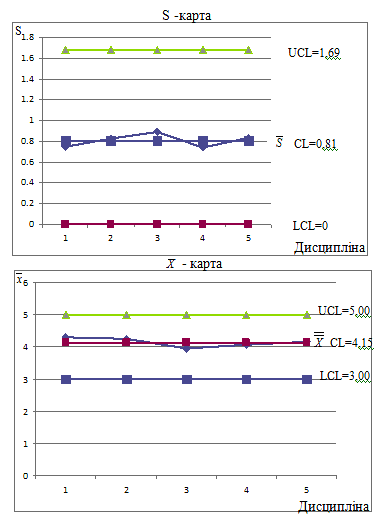 S -карта
S
1.8
1.6
1.4
1.2
1
0.8
0.6
0.4
0.2
0
UCL=1,69
S̅ CL=0,81
LCL=0
1 2 3 4 5
Дисципліна
X̅ - карта
x̅
6
5
4
3
2
1
0
UCL=5,00
X̿ CL=4,15
LCL=3,00
1 2 3 4 5
Дисципліна